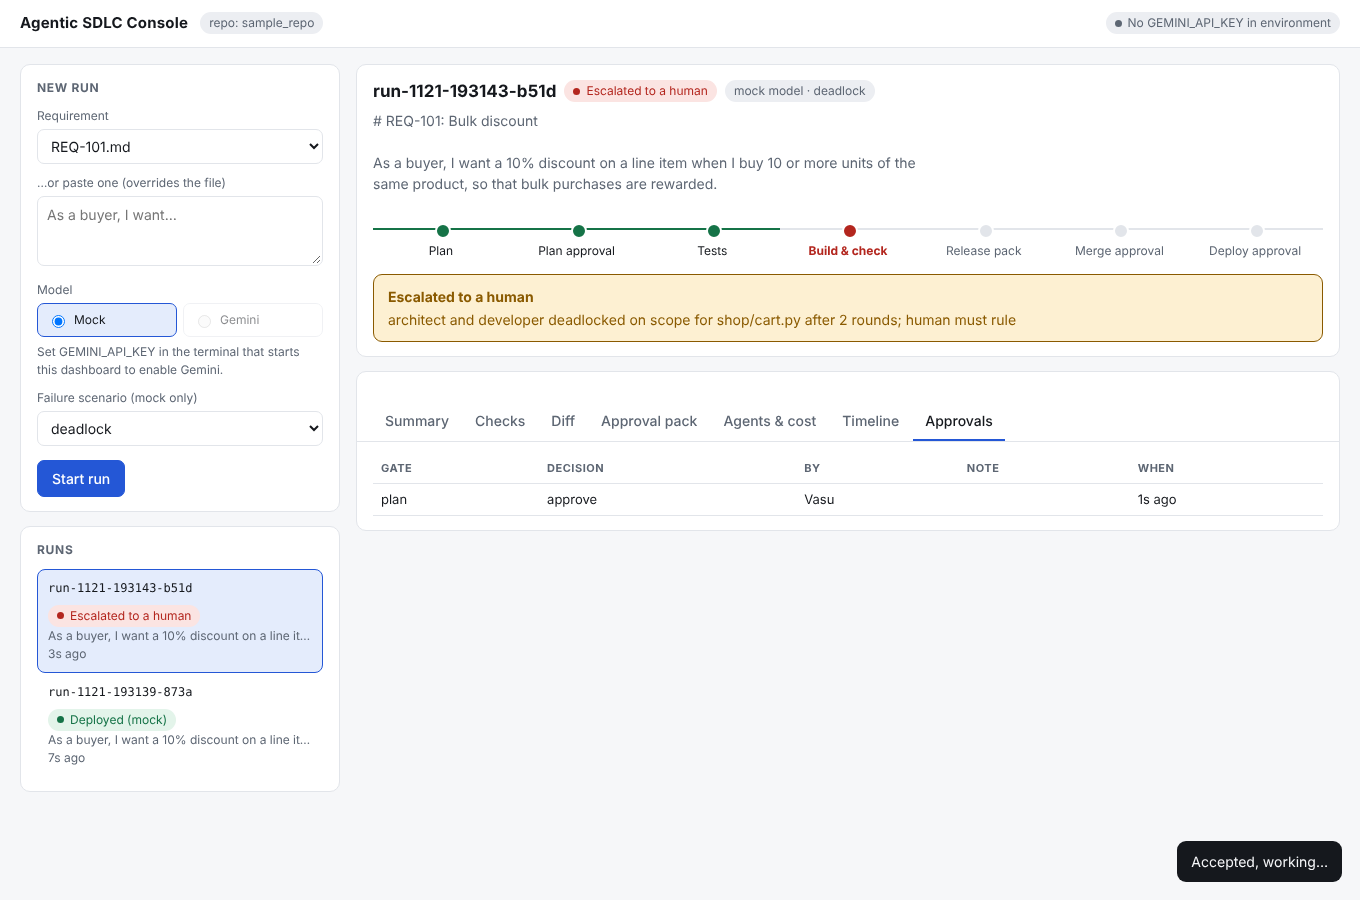 Agentic SDLC Console
repo: sample_repo
No GEMINI_API_KEY in environment
NEW RUN
Requirement
REQ-101.md
...or paste one (overrides the file)
As a buyer, I want...
Model
Mock
Gemini
Set GEMINI_API_KEY in the terminal that starts
this dashboard to enable Gemini.
Failure scenario (mock only)
deadlock
Start run
RUNS
run-1121-193143-b51d
Escalated to a human
As a buyer, I want a 10% discount on a line it...
3s ago
run-1121-193139-873a
Deployed (mock)
As a buyer, I want a 10% discount on a line it...
7s ago
run-1121-193143-b51d
Escalated to a human
mock model · deadlock
# REQ-101: Bulk discount
As a buyer, I want a 10% discount on a line item when I buy 10 or more units of the
same product, so that bulk purchases are rewarded.
Plan
Plan approval
Tests
Build & check
Release pack
Merge approval
Deploy approval
Escalated to a human
architect and developer deadlocked on scope for shop/cart.py after 2 rounds; human must rule
Summary
Checks
Diff
Approval pack
Agents & cost
Timeline
Approvals
GATE DECISION BY NOTE WHEN
plan approve Vasu 1s ago
Accepted, working...